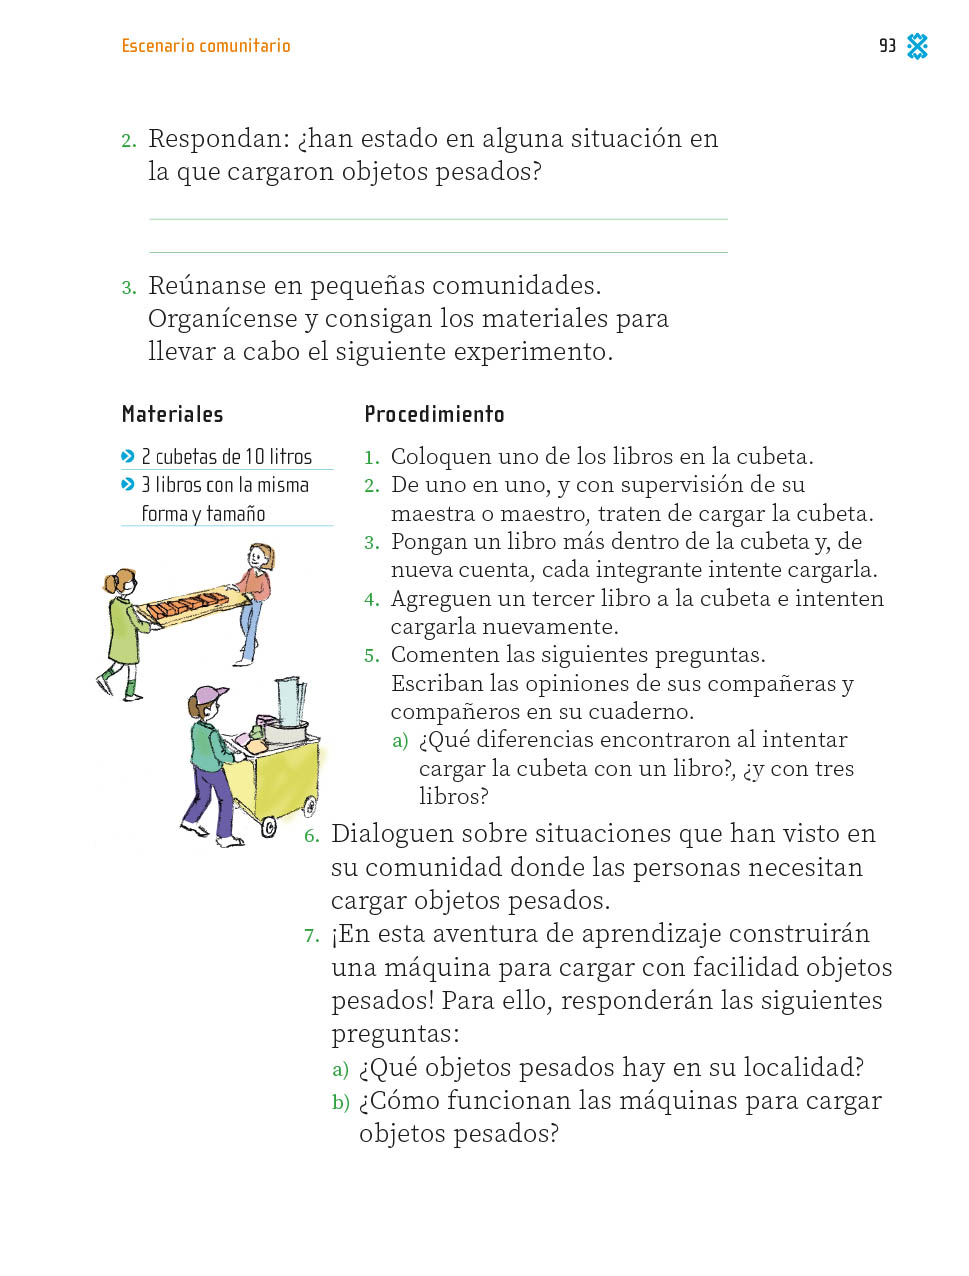 Escenario comunitario
93
2. Respondan: ¿han estado en alguna situación en
la que cargaron objetos pesados?
3. Reúnanse en pequeñas comunidades.
Organícense y consigan los materiales para
llevar a cabo el siguiente experimento.
Materiales
2 cubetas de 10 litros
3 libros con la misma
forma y tamaño
Procedimiento
1. Coloquen uno de los libros en la cubeta.
2. De uno en uno, y con supervisión de su
maestra o maestro, traten de cargar la cubeta.
3. Pongan un libro más dentro de la cubeta y, de
nueva cuenta, cada integrante intente cargarla.
4. Agreguen un tercer libro a la cubeta e intenten
cargarla nuevamente.
5. Comenten las siguientes preguntas.
Escriban las opiniones de sus compañeras y
compañeros en su cuaderno.
a) ¿Qué diferencias encontraron al intentar
cargar la cubeta con un libro?, ¿y con tres
libros?
6. Dialoguen sobre situaciones que han visto en
su comunidad donde las personas necesitan
cargar objetos pesados.
7. ¡En esta aventura de aprendizaje construirán
una máquina para cargar con facilidad objetos
pesados! Para ello, responderán las siguientes
preguntas:
a) ¿Qué objetos pesados hay en su localidad?
b) ¿Cómo funcionan las máquinas para cargar
objetos pesados?